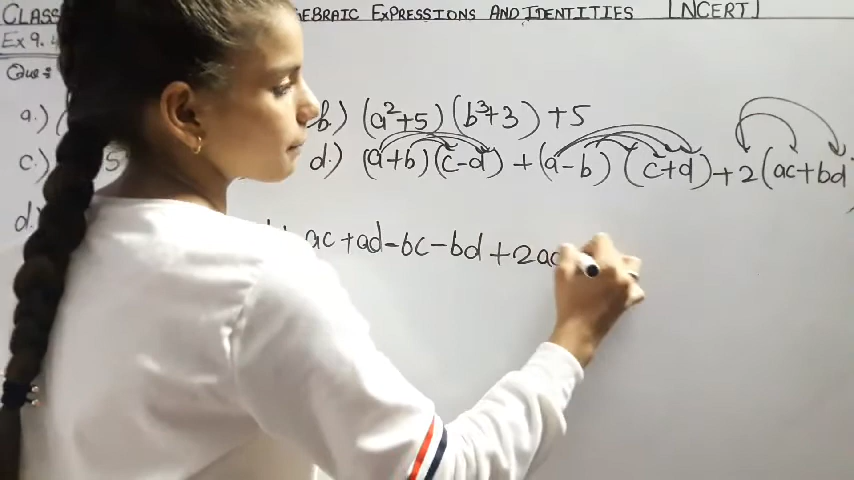 CLASS EBRAIC EXPRESSIONS AND IDENTITIES [NCERT]
Ex 9.
Que:
a.) ( b.) (a²+5)(b³+3)+5
c.) 5 d.) (a+b)(c-d)+(a-b)(c+d)+2(ac+bd)
d.
ac+ad-bc-bd+2ac